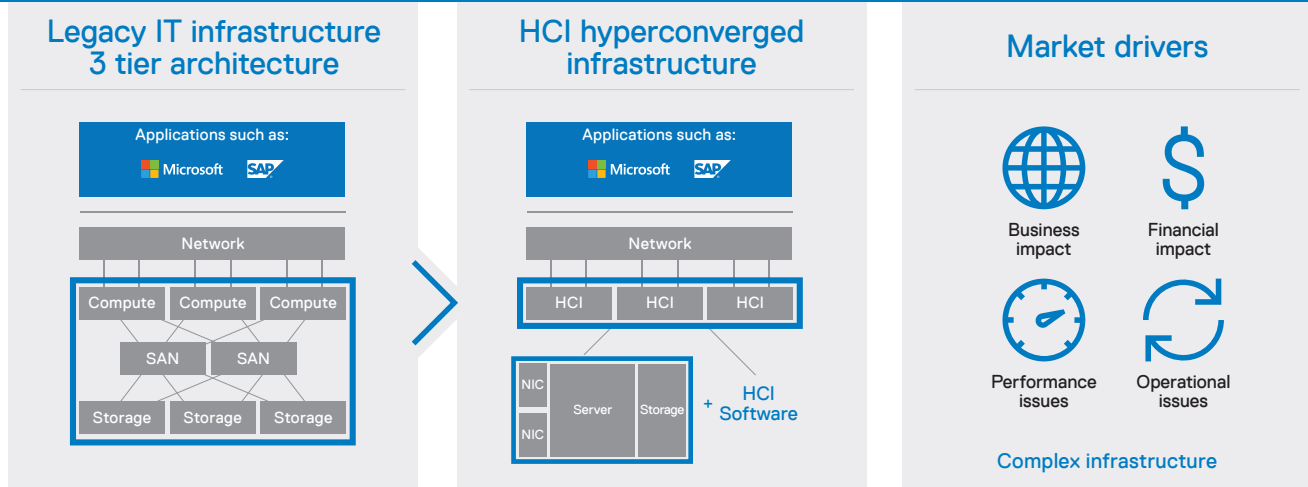 Legacy IT infrastructure
3 tier architecture
Applications such as:
Microsoft SAP
Network
Compute Compute Compute
SAN SAN
Storage Storage Storage
HCI hyperconverged
infrastructure
Applications such as:
Microsoft SAP
Network
HCI HCI HCI
NIC
NIC
Server
Storage
+ HCI
Software
Market drivers
Business
impact
Financial
impact
Performance
issues
Operational
issues
Complex infrastructure